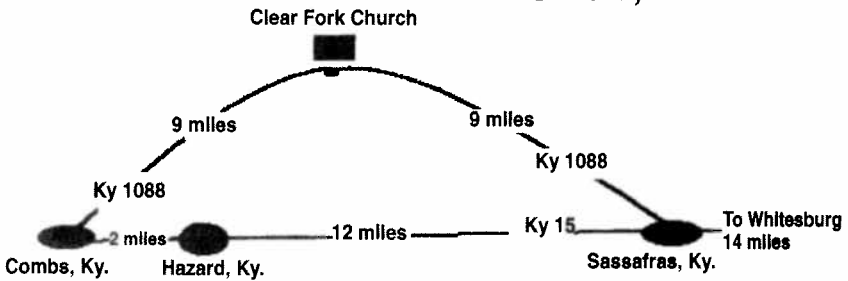 Clear Fork Church
9 miles
9 miles
Ky 1088
Ky 1088
2 miles
12 miles
Ky 15
To Whitesburg
14 miles
Combs, Ky.
Hazard, Ky.
Sassafras, Ky.